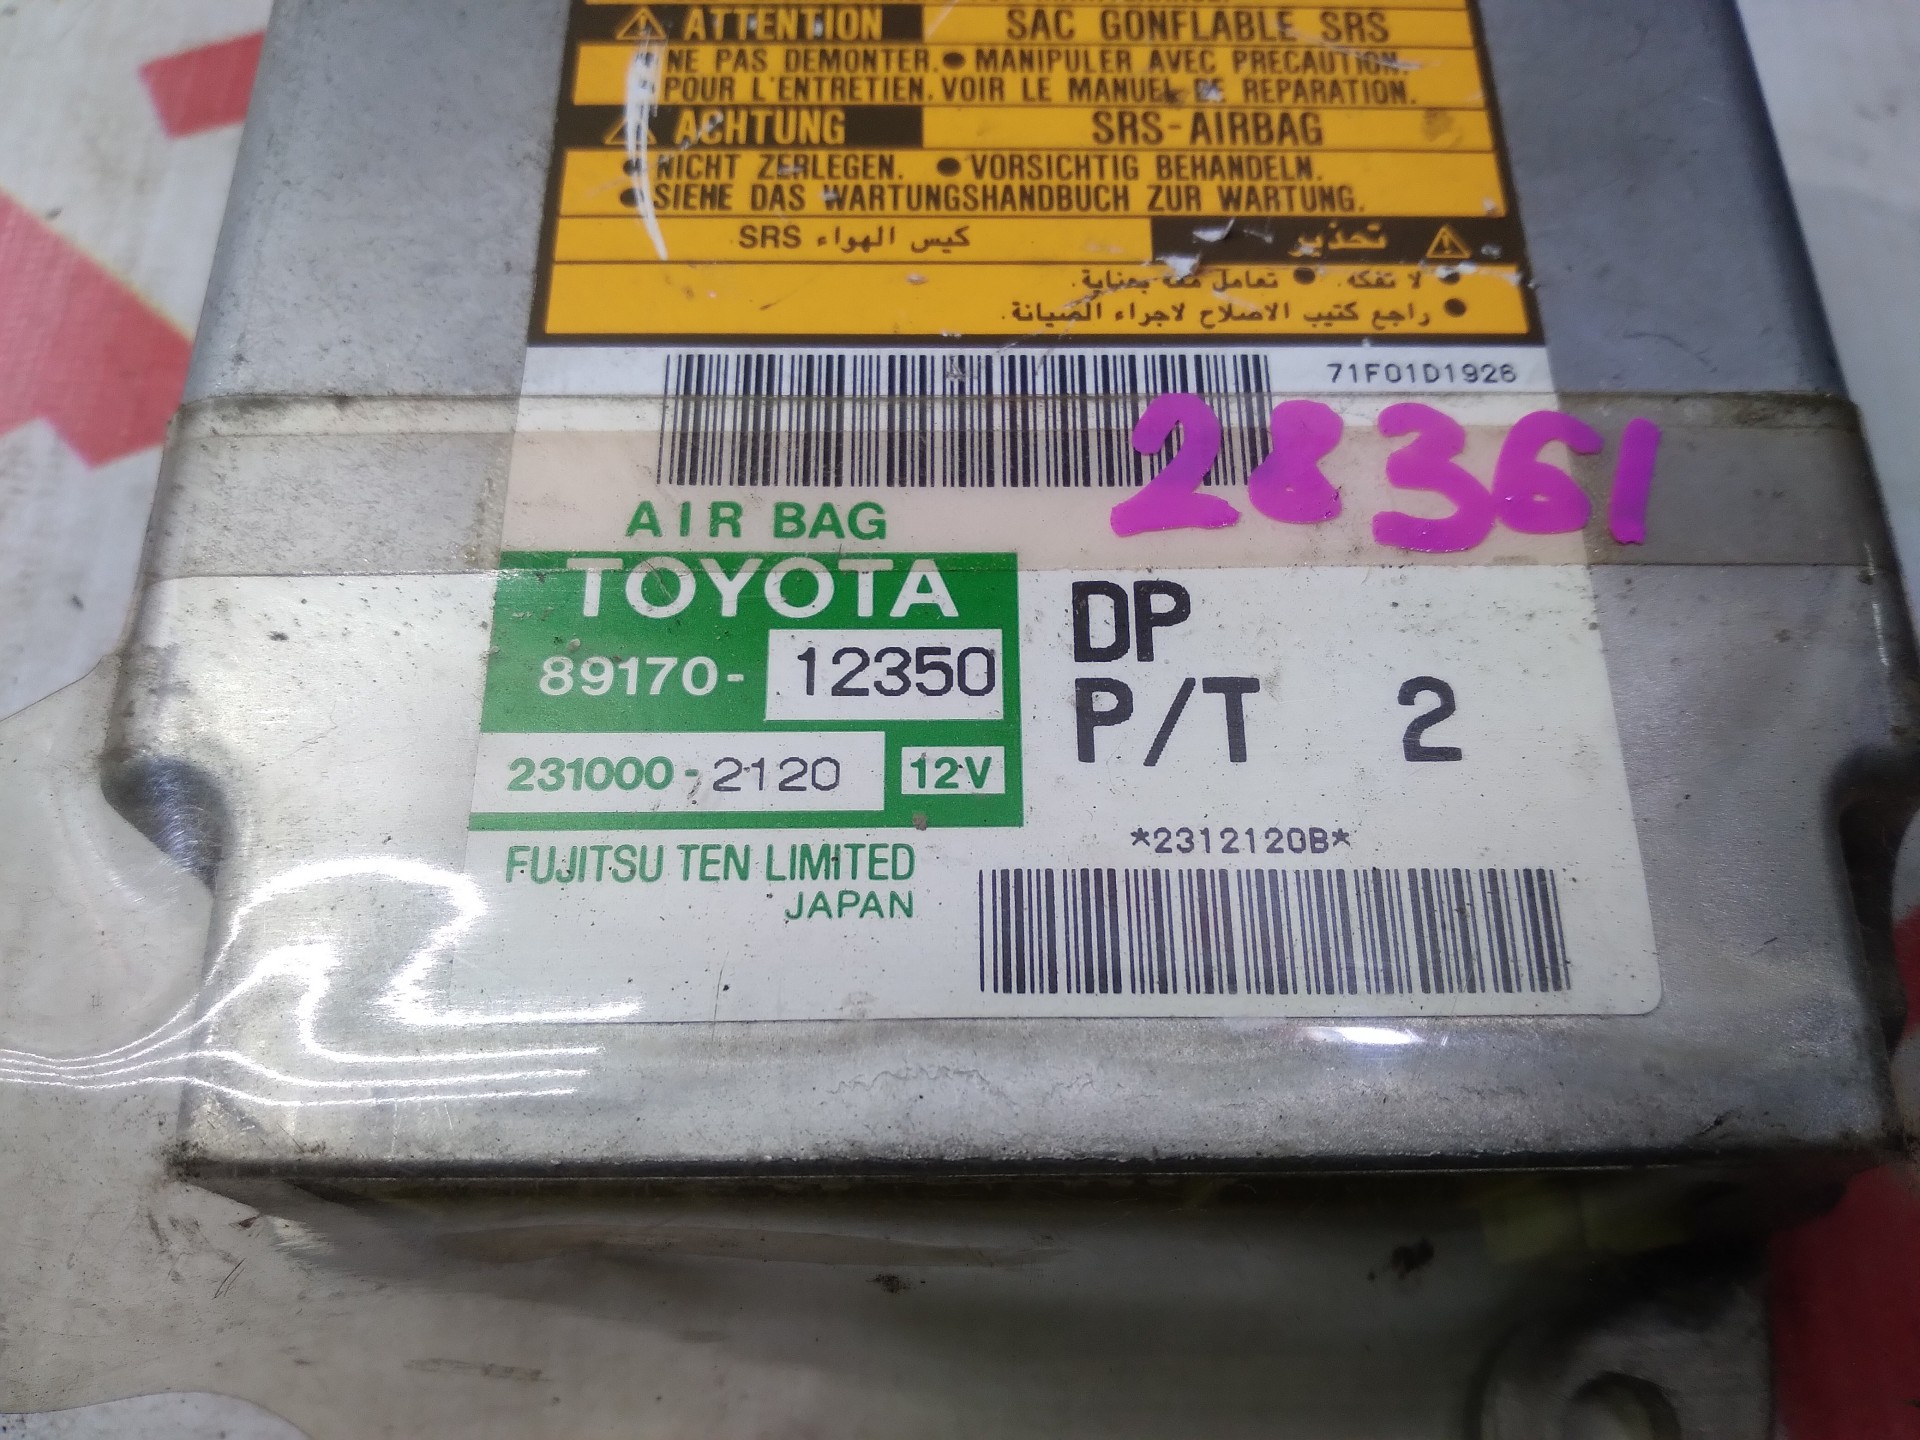 ATTENTION SAC GONFLABLE SRS
● NE PAS DEMONTER. ● MANIPULER AVEC PRECAUTION.
● POUR L'ENTRETIEN, VOIR LE MANUEL DE REPARATION.
ACHTUNG SRS-AIRBAG
● NICHT ZERLEGEN. ● VORSICHTIG BEHANDELN.
● SIEHE DAS WARTUNGSHANDBUCH ZUR WARTUNG.
تحذير كيس الهواء SRS
● لا تفكه. ● تعامل معه بعناية.
● راجع كتيب الاصلاح لاجراء الصيانة.
71F01D1926
28361
AIR BAG
TOYOTA
89170-12350
231000-2120 12V
DP
P/T 2
FUJITSU TEN LIMITED
JAPAN
*2312120B*